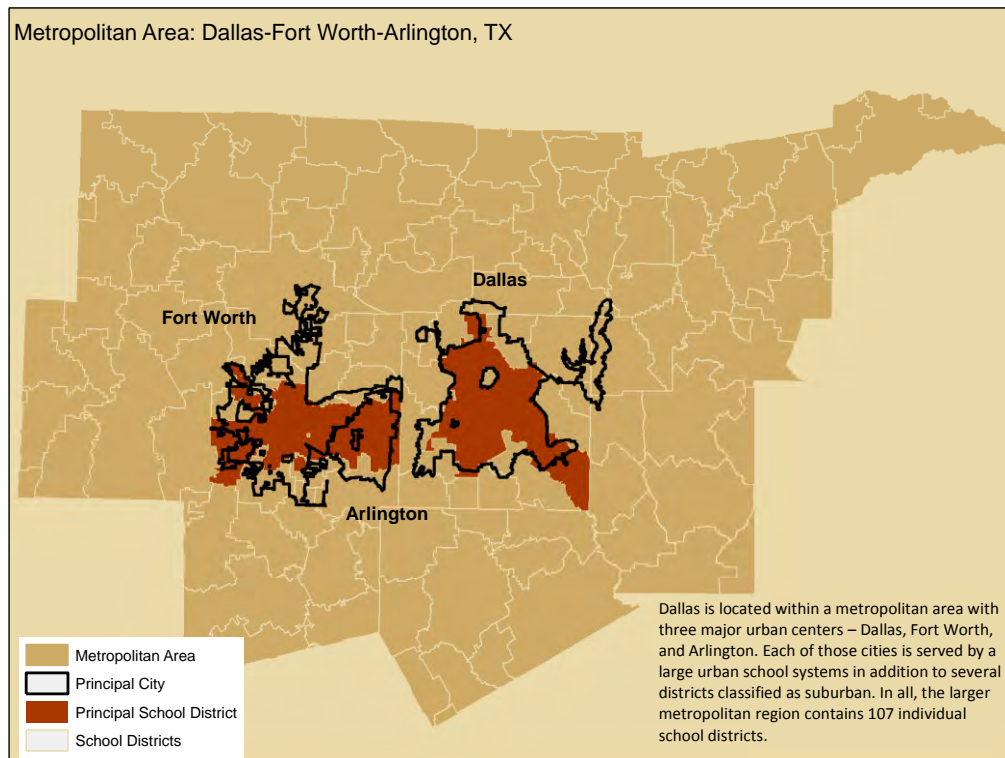 Metropolitan Area: Dallas-Fort Worth-Arlington, TX
Dallas
Fort Worth
Arlington
Dallas is located within a metropolitan area with
three major urban centers – Dallas, Fort Worth,
and Arlington. Each of those cities is served by a
large urban school systems in addition to several
districts classified as suburban. In all, the larger
metropolitan region contains 107 individual
school districts.
Metropolitan Area
Principal City
Principal School District
School Districts